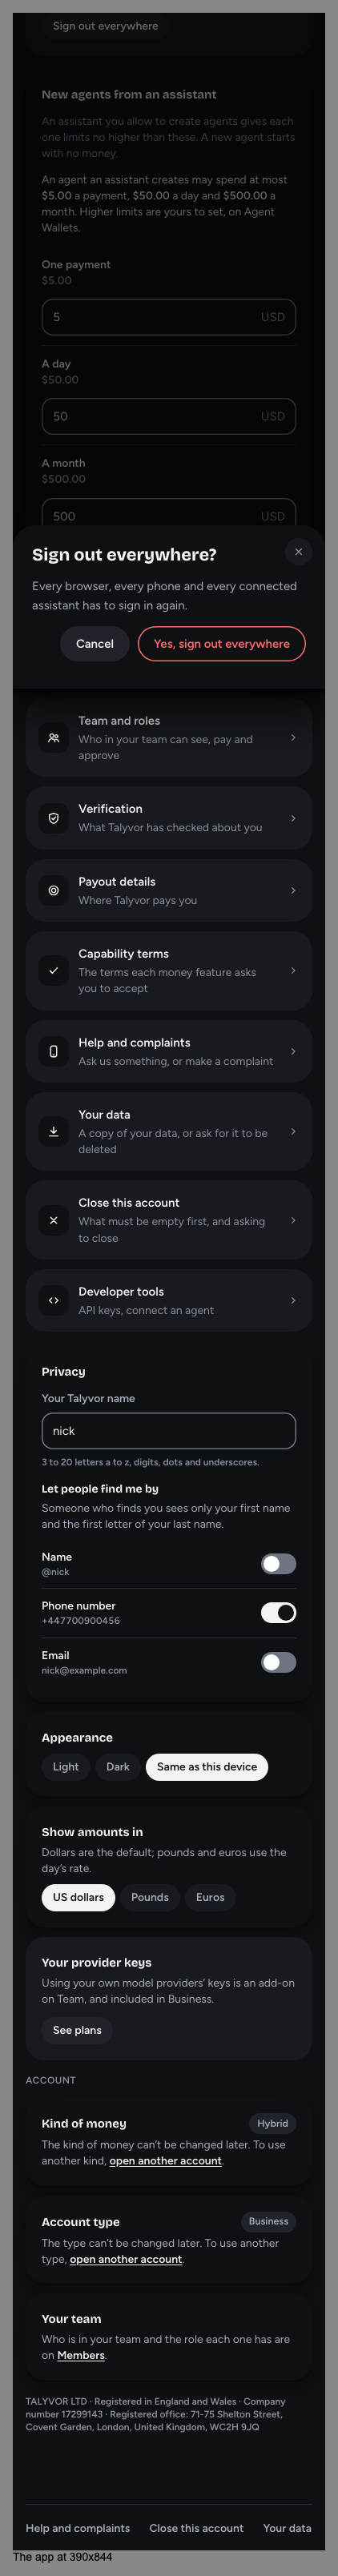 Sign out everywhere
New agents from an assistant
An assistant you allow to create agents gives each
one limits no higher than these. A new agent starts
with no money.
An agent an assistant creates may spend at most
$5.00 a payment, $50.00 a day and $500.00 a
month. Higher limits are yours to set, on Agent
Wallets.
One payment
$5.00
5 USD
A day
$50.00
50 USD
A month
$500.00
500 USD
Sign out everywhere?
Every browser, every phone and every connected
assistant has to sign in again.
Cancel Yes, sign out everywhere
Team and roles
Who in your team can see, pay and
approve
Verification
What Talyvor has checked about you
Payout details
Where Talyvor pays you
Capability terms
The terms each money feature asks
you to accept
Help and complaints
Ask us something, or make a complaint
Your data
A copy of your data, or ask for it to be
deleted
Close this account
What must be empty first, and asking
to close
Developer tools
API keys, connect an agent
Privacy
Your Talyvor name
nick
3 to 20 letters a to z, digits, dots and underscores.
Let people find me by
Someone who finds you sees only your first name
and the first letter of your last name.
Name
@nick
Phone number
+447700900456
Email
nick@example.com
Appearance
Light Dark Same as this device
Show amounts in
Dollars are the default; pounds and euros use the
day’s rate.
US dollars Pounds Euros
Your provider keys
Using your own model providers’ keys is an add-on
on Team, and included in Business.
See plans
ACCOUNT
Kind of money Hybrid
The kind of money can’t be changed later. To use
another kind, open another account.
Account type Business
The type can’t be changed later. To use another
type, open another account.
Your team
Who is in your team and the role each one has are
on Members.
TALYVOR LTD · Registered in England and Wales · Company
number 17299143 · Registered office: 71-75 Shelton Street,
Covent Garden, London, United Kingdom, WC2H 9JQ
Help and complaints Close this account Your data
The app at 390x844